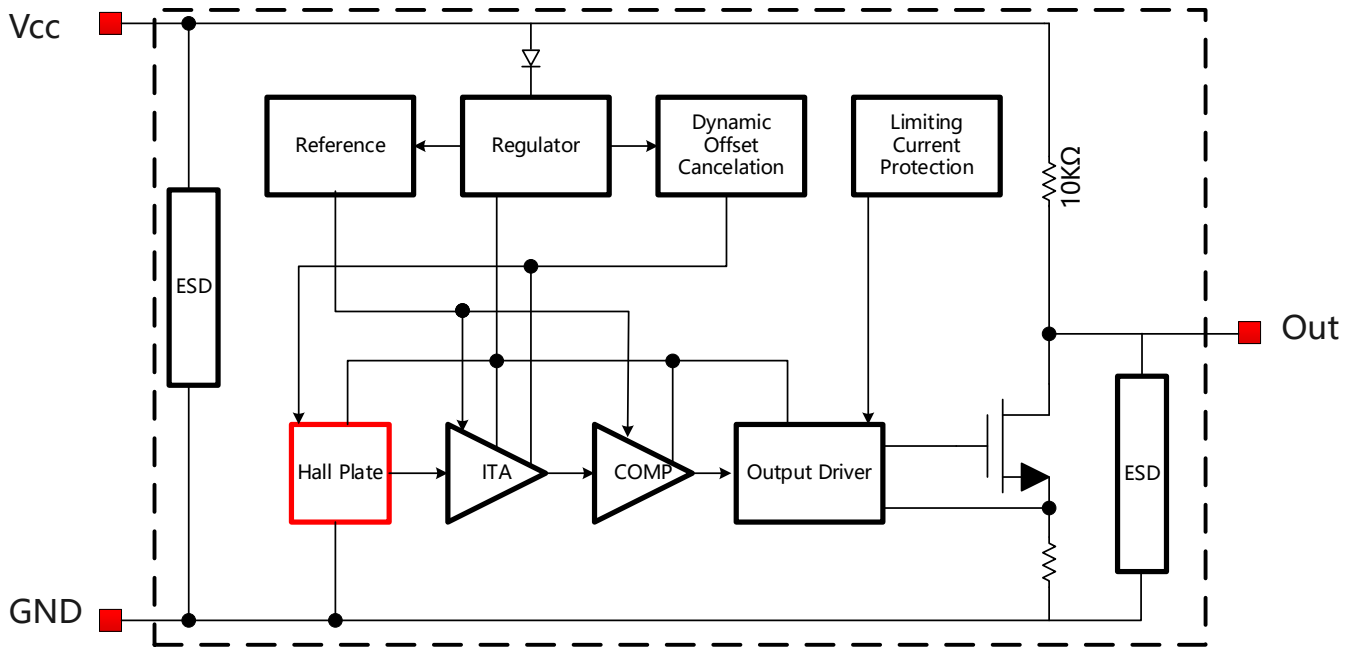 Vcc
Reference
Regulator
Dynamic
Offset
Cancelation
Limiting
Current
Protection
10KΩ
ESD
Out
Hall Plate
ITA
COMP
Output Driver
ESD
GND